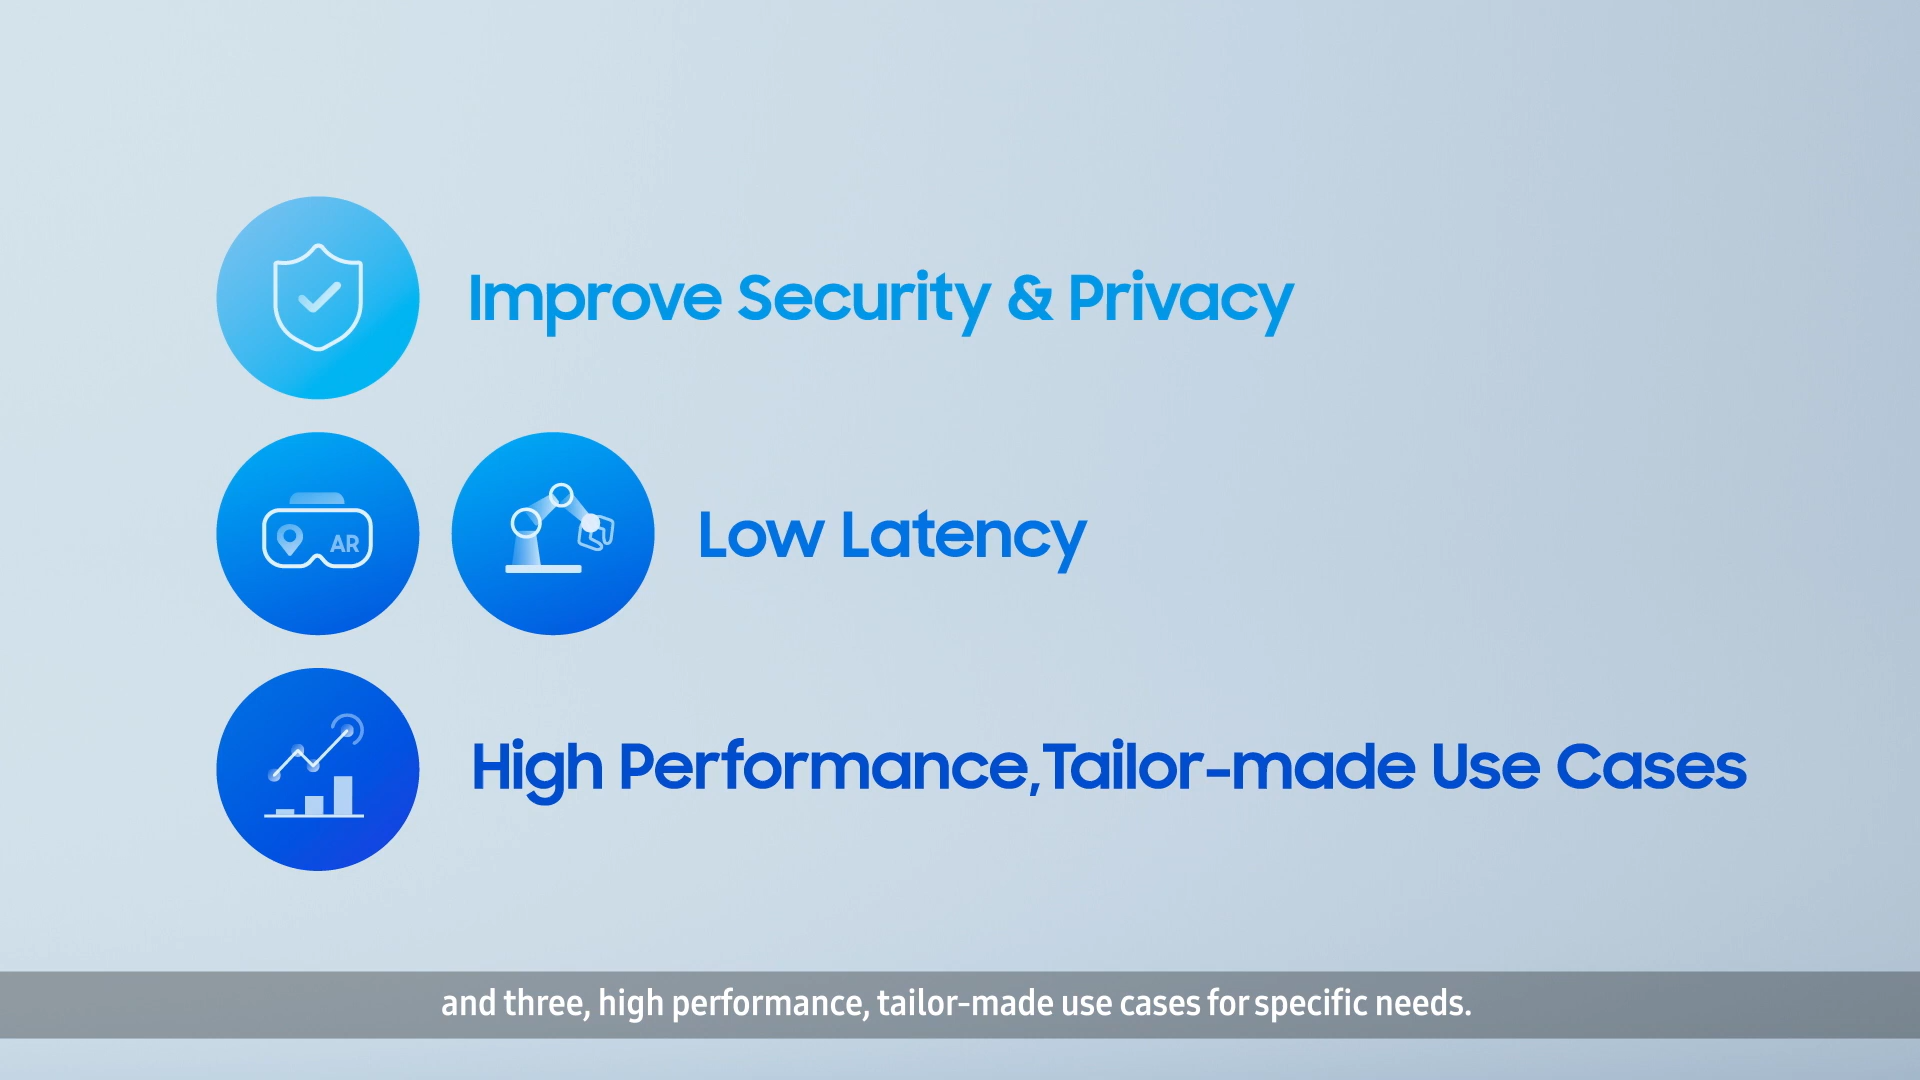 Improve Security & Privacy
AR
Low Latency
High Performance,Tailor-made Use Cases
and three, high performance, tailor-made use cases for specific needs.